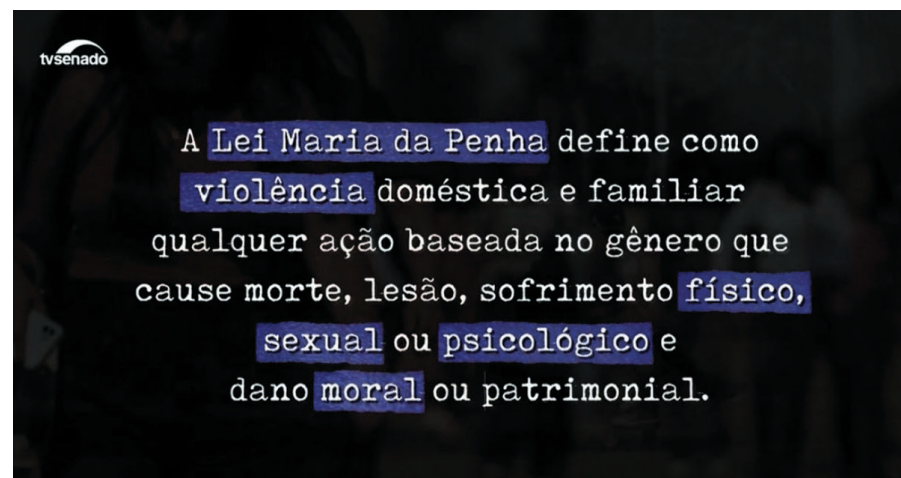 tvsenado
A Lei Maria da Penha define como
violência doméstica e familiar
qualquer ação baseada no gênero que
cause morte, lesão, sofrimento físico,
sexual ou psicológico e
dano moral ou patrimonial.